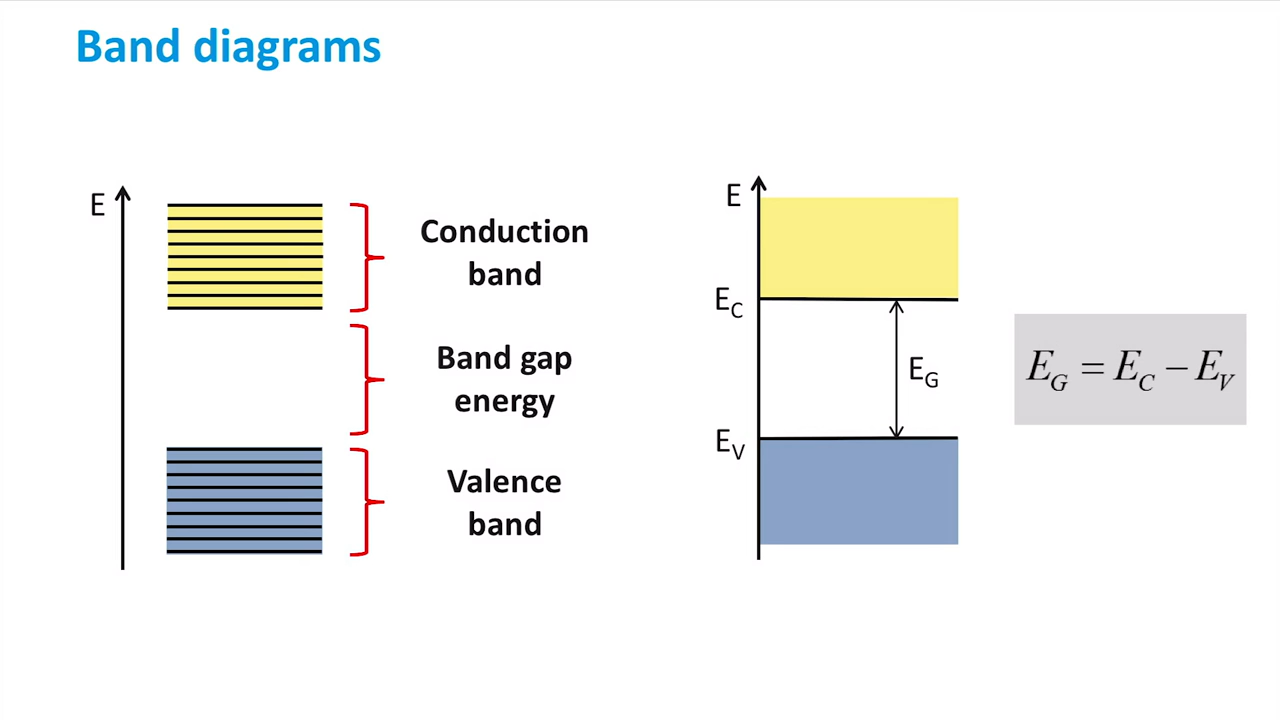 Band diagrams
E
Conduction
band
Band gap
energy
Valence
band
E
E_C
E_G
E_V
E_G = E_C − E_V